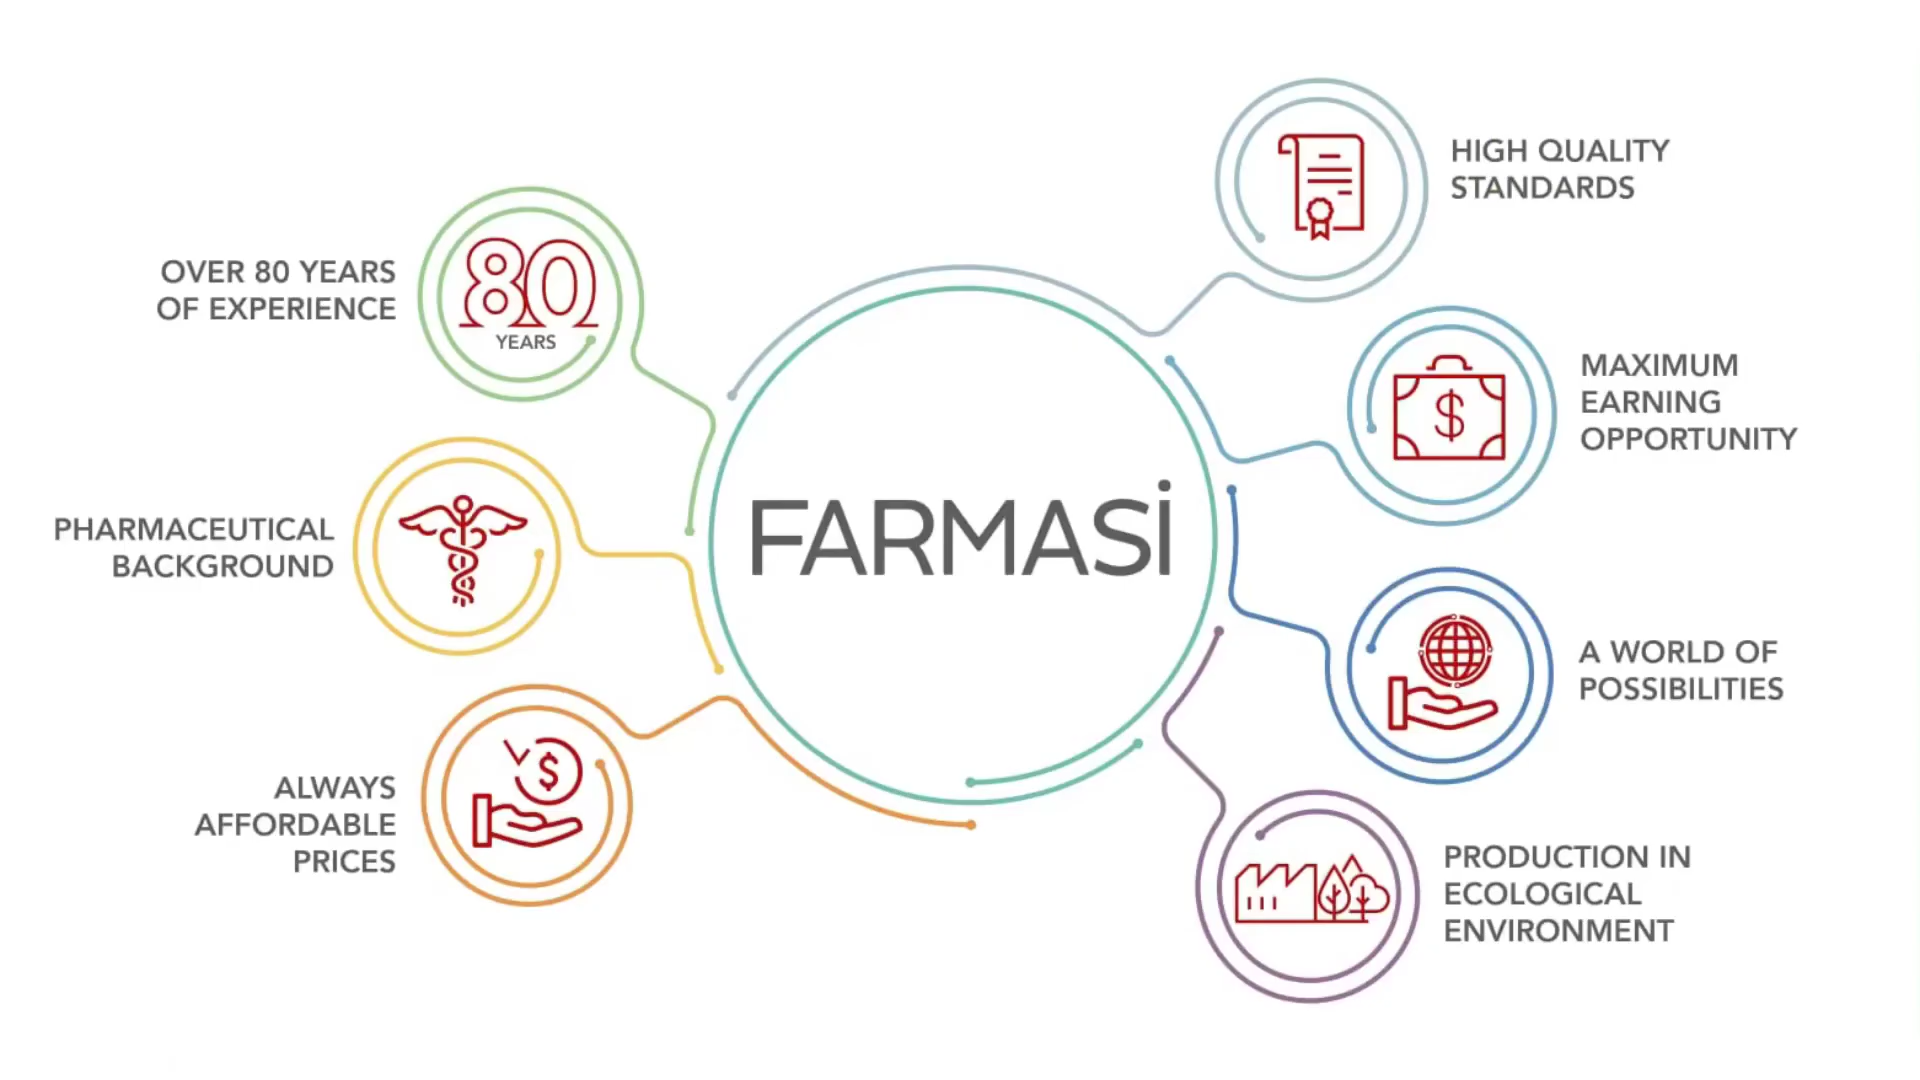 HIGH QUALITY
STANDARDS
OVER 80 YEARS
OF EXPERIENCE
80
YEARS
MAXIMUM
EARNING
OPPORTUNITY
$
FARMASİ
PHARMACEUTICAL
BACKGROUND
A WORLD OF
POSSIBILITIES
ALWAYS
AFFORDABLE
PRICES
$
PRODUCTION IN
ECOLOGICAL
ENVIRONMENT